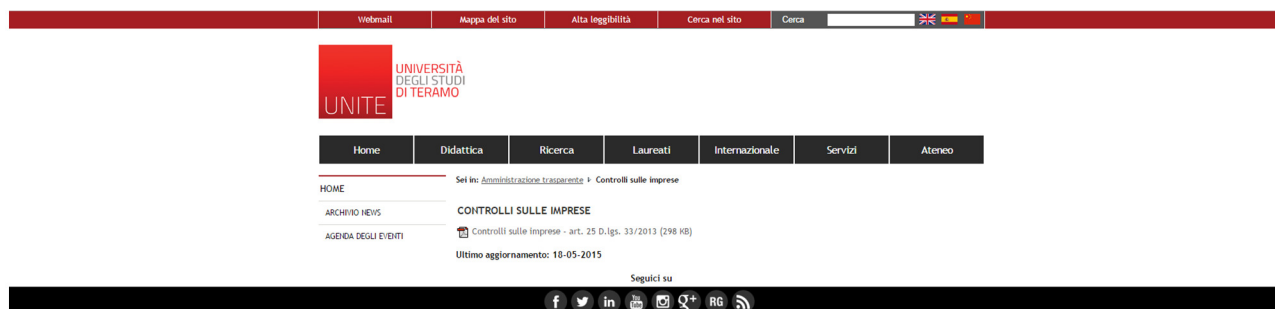 Webmail Mappa del sito Alta leggibilità Cerca nel sito Cerca
UNITE
UNIVERSITÀ
DEGLI STUDI
DI TERAMO
Home Didattica Ricerca Laureati Internazionale Servizi Ateneo
HOME
ARCHIVIO NEWS
AGENDA DEGLI EVENTI
Sei in: Amministrazione trasparente Controlli sulle imprese
CONTROLLI SULLE IMPRESE
Controlli sulle imprese - art. 25 D.lgs. 33/2013 (298 KB)
Ultimo aggiornamento: 18-05-2015
Seguici su
f in You Tube g+ RG